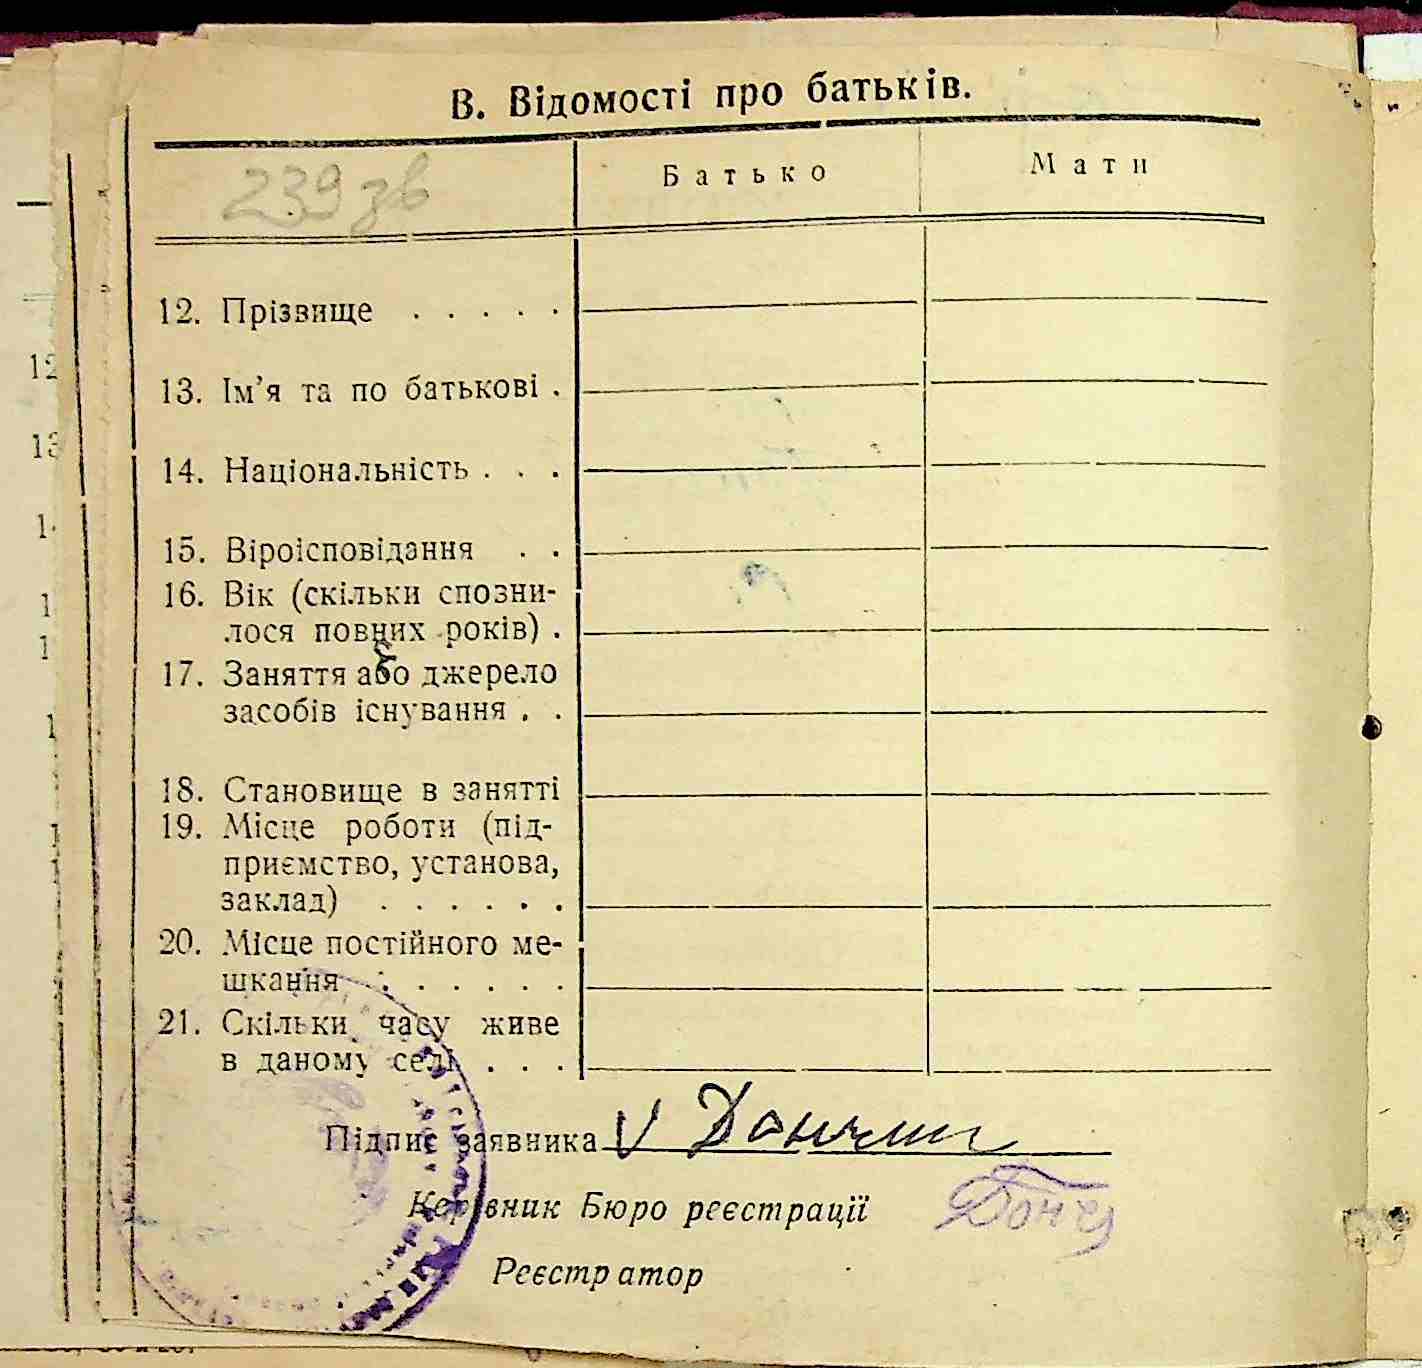 В. Відомості про батьків.
239 зв
Батько Мати
12. Прізвище . . . . .
13. Ім’я та по батькові .
14. Національність . . .
15. Віроісповідання . .
16. Вік (скільки спозни-
лося повних років) .
17. Заняття або джерело
засобів існування . .
18. Становище в занятті
19. Місце роботи (під-
приємство, установа,
заклад) . . . . . .
20. Місце постійного ме-
шкання . . . . . .
21. Скільки часу живе
в даному селі . . .
Підпис заявника V
Керівник Бюро реєстрації
Реєстратор
12
13